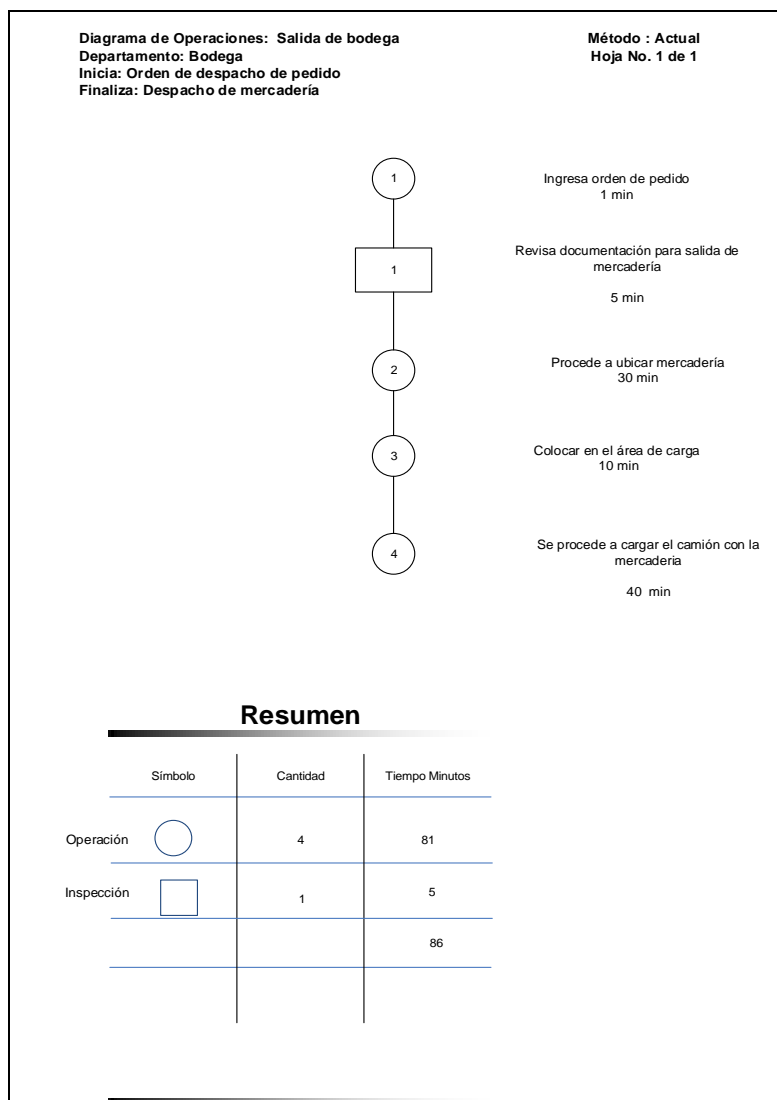 Diagrama de Operaciones: Salida de bodega
Departamento: Bodega
Inicia: Orden de despacho de pedido
Finaliza: Despacho de mercadería
Método : Actual
Hoja No. 1 de 1
1
Ingresa orden de pedido
1 min
1
Revisa documentación para salida de
mercadería
5 min
2
Procede a ubicar mercadería
30 min
3
Colocar en el área de carga
10 min
4
Se procede a cargar el camión con la
mercaderia
40 min
Resumen
Símbolo Cantidad Tiempo Minutos
Operación 4 81
Inspección 1 5
86